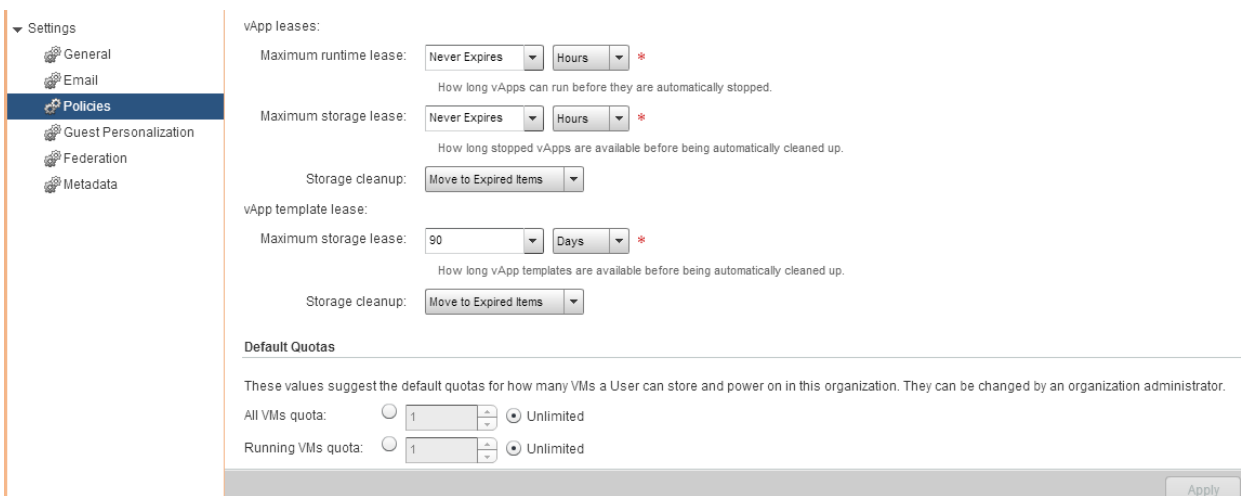 Settings
General
Email
Policies
Guest Personalization
Federation
Metadata
vApp leases:
Maximum runtime lease: Never Expires Hours *
How long vApps can run before they are automatically stopped.
Maximum storage lease: Never Expires Hours *
How long stopped vApps are available before being automatically cleaned up.
Storage cleanup: Move to Expired Items
vApp template lease:
Maximum storage lease: 90 Days *
How long vApp templates are available before being automatically cleaned up.
Storage cleanup: Move to Expired Items
Default Quotas
These values suggest the default quotas for how many VMs a User can store and power on in this organization. They can be changed by an organization administrator.
All VMs quota: 1 Unlimited
Running VMs quota: 1 Unlimited
Apply